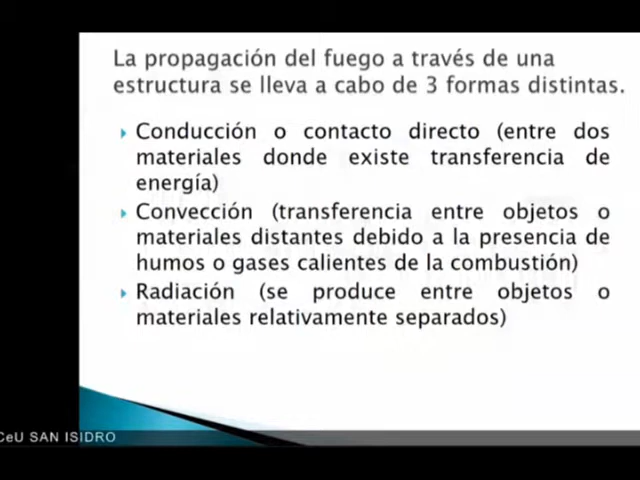 La propagación del fuego a través de una
estructura se lleva a cabo de 3 formas distintas.
Conducción o contacto directo (entre dos
materiales donde existe transferencia de
energía)
Convección (transferencia entre objetos o
materiales distantes debido a la presencia de
humos o gases calientes de la combustión)
Radiación (se produce entre objetos o
materiales relativamente separados)
CeU SAN ISIDRO